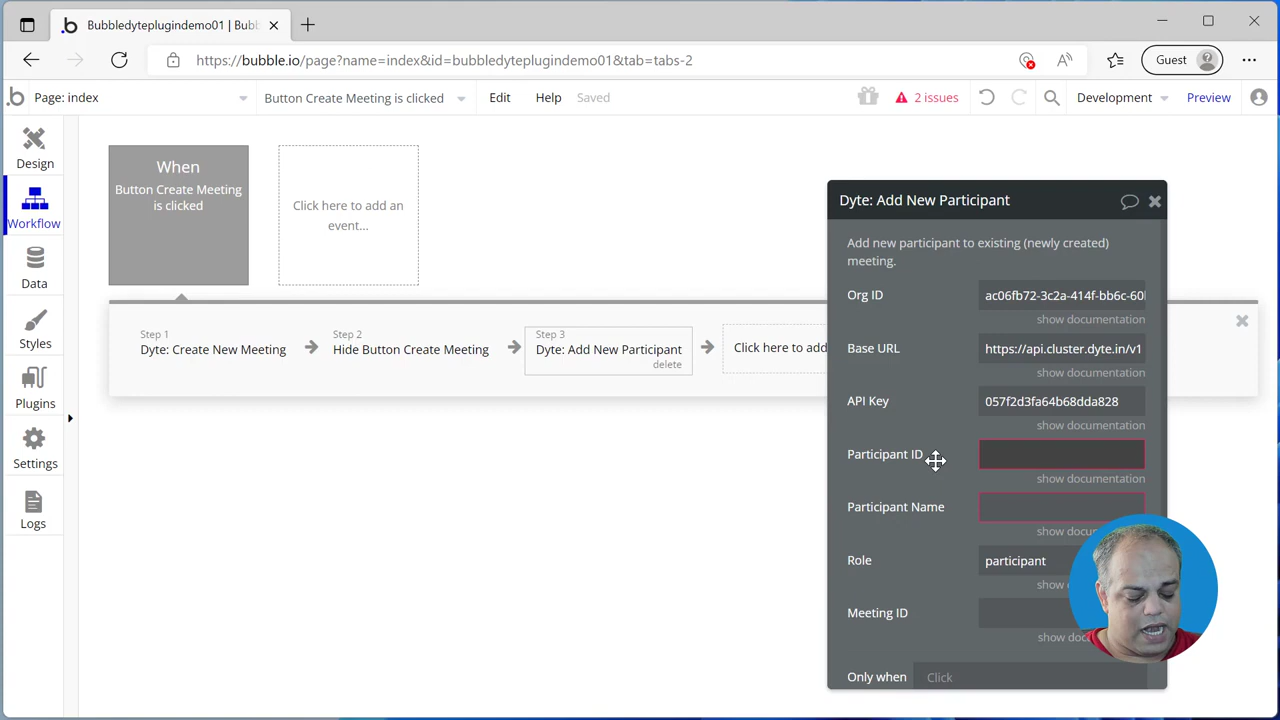 Bubbledyteplugindemo01 | Bubb
https://bubble.io/page?name=index&id=bubbledyteplugindemo01&tab=tabs-2
Guest
Page: index
Button Create Meeting is clicked
Edit
Help
Saved
2 issues
Development
Preview
Design
Workflow
Data
Styles
Plugins
Settings
Logs
When
Button Create Meeting
is clicked
Click here to add an
event...
Step 1
Dyte: Create New Meeting
Step 2
Hide Button Create Meeting
Step 3
Dyte: Add New Participant
delete
Click here to add
Dyte: Add New Participant
Add new participant to existing (newly created)
meeting.
Org ID
ac06fb72-3c2a-414f-bb6c-60
show documentation
Base URL
https://api.cluster.dyte.in/v1
show documentation
API Key
057f2d3fa64b68dda828
show documentation
Participant ID
show documentation
Participant Name
show docu
Role
participant
show d
Meeting ID
show doc
Only when
Click